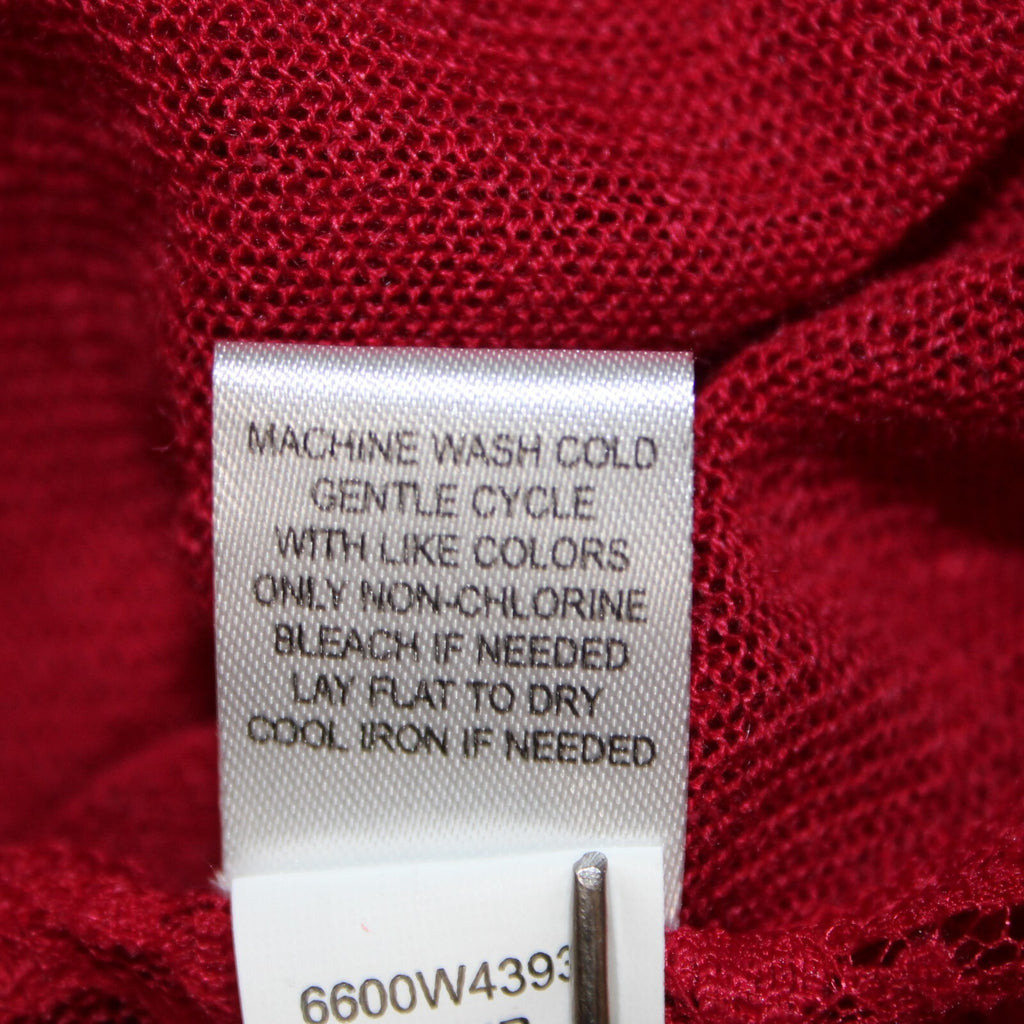 MACHINE WASH COLD
GENTLE CYCLE
WITH LIKE COLORS
ONLY NON-CHLORINE
BLEACH IF NEEDED
LAY FLAT TO DRY
COOL IRON IF NEEDED
6600W4393